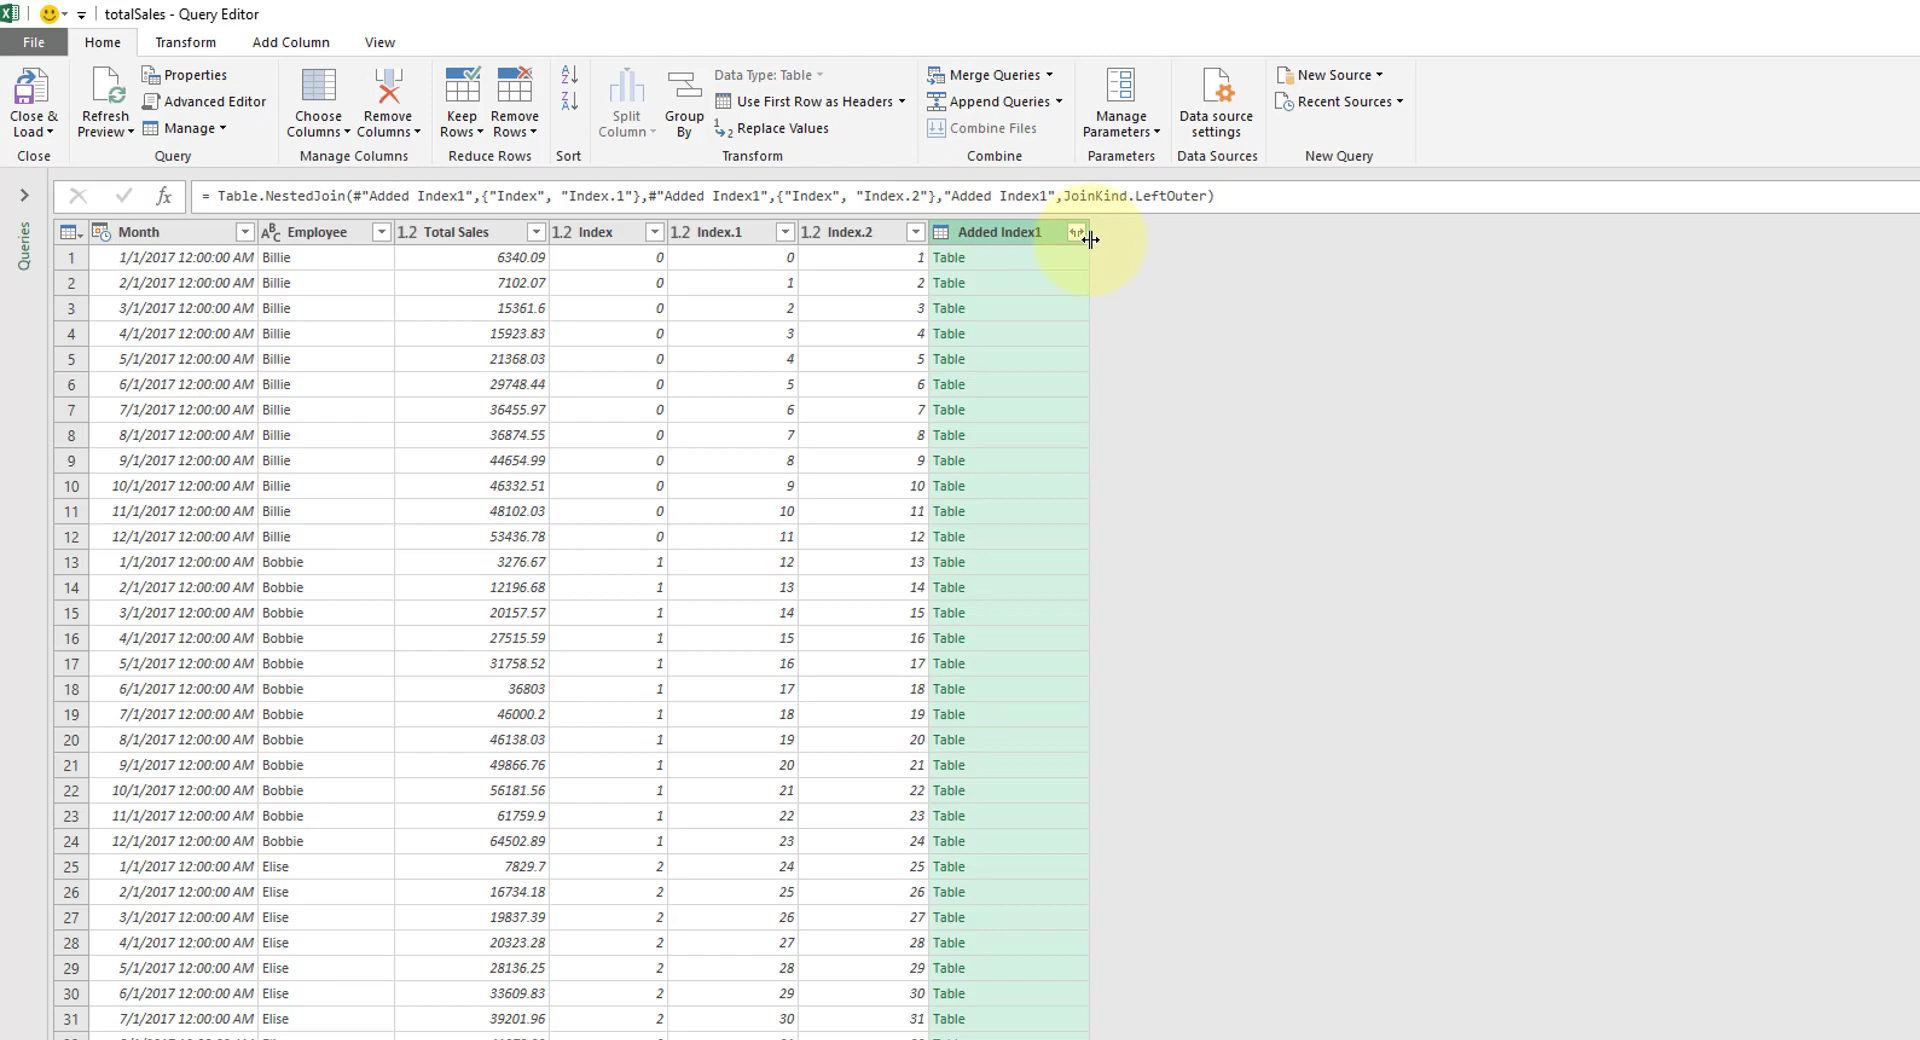 totalSales - Query Editor
File Home Transform Add Column View
Close & Load
Refresh Preview
Properties
Advanced Editor
Manage
Choose Columns
Remove Columns
Keep Rows
Remove Rows
Split Column
Group By
Data Type: Table
Use First Row as Headers
Replace Values
Merge Queries
Append Queries
Combine Files
Manage Parameters
Data source settings
New Source
Recent Sources
Close Query Manage Columns Reduce Rows Sort Transform Combine Parameters Data Sources New Query
fx = Table.NestedJoin(#"Added Index1",{"Index", "Index.1"},#"Added Index1",{"Index", "Index.2"},"Added Index1",JoinKind.LeftOuter)
Queries
Month ABC Employee 1.2 Total Sales 1.2 Index 1.2 Index.1 1.2 Index.2 Added Index1
1 1/1/2017 12:00:00 AM Billie 6340.09 0 0 1 Table
2 2/1/2017 12:00:00 AM Billie 7102.07 0 1 2 Table
3 3/1/2017 12:00:00 AM Billie 15361.6 0 2 3 Table
4 4/1/2017 12:00:00 AM Billie 15923.83 0 3 4 Table
5 5/1/2017 12:00:00 AM Billie 21368.03 0 4 5 Table
6 6/1/2017 12:00:00 AM Billie 29748.44 0 5 6 Table
7 7/1/2017 12:00:00 AM Billie 36455.97 0 6 7 Table
8 8/1/2017 12:00:00 AM Billie 36874.55 0 7 8 Table
9 9/1/2017 12:00:00 AM Billie 44654.99 0 8 9 Table
10 10/1/2017 12:00:00 AM Billie 46332.51 0 9 10 Table
11 11/1/2017 12:00:00 AM Billie 48102.03 0 10 11 Table
12 12/1/2017 12:00:00 AM Billie 53436.78 0 11 12 Table
13 1/1/2017 12:00:00 AM Bobbie 3276.67 1 12 13 Table
14 2/1/2017 12:00:00 AM Bobbie 12196.68 1 13 14 Table
15 3/1/2017 12:00:00 AM Bobbie 20157.57 1 14 15 Table
16 4/1/2017 12:00:00 AM Bobbie 27515.59 1 15 16 Table
17 5/1/2017 12:00:00 AM Bobbie 31758.52 1 16 17 Table
18 6/1/2017 12:00:00 AM Bobbie 36803 1 17 18 Table
19 7/1/2017 12:00:00 AM Bobbie 46000.2 1 18 19 Table
20 8/1/2017 12:00:00 AM Bobbie 46138.03 1 19 20 Table
21 9/1/2017 12:00:00 AM Bobbie 49866.76 1 20 21 Table
22 10/1/2017 12:00:00 AM Bobbie 56181.56 1 21 22 Table
23 11/1/2017 12:00:00 AM Bobbie 61759.9 1 22 23 Table
24 12/1/2017 12:00:00 AM Bobbie 64502.89 1 23 24 Table
25 1/1/2017 12:00:00 AM Elise 7829.7 2 24 25 Table
26 2/1/2017 12:00:00 AM Elise 16734.18 2 25 26 Table
27 3/1/2017 12:00:00 AM Elise 19837.39 2 26 27 Table
28 4/1/2017 12:00:00 AM Elise 20323.28 2 27 28 Table
29 5/1/2017 12:00:00 AM Elise 28136.25 2 28 29 Table
30 6/1/2017 12:00:00 AM Elise 33609.83 2 29 30 Table
31 7/1/2017 12:00:00 AM Elise 39201.96 2 30 31 Table